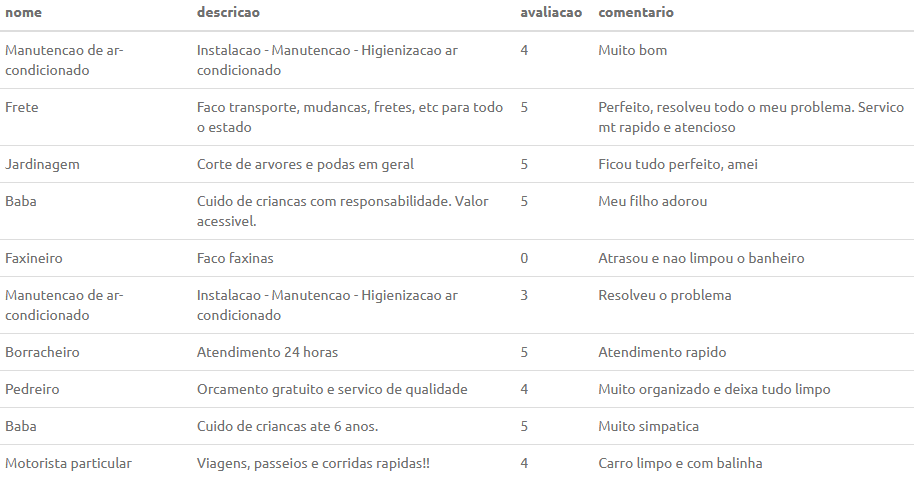 nome descricao avaliacao comentario
Manutencao de ar- Instalacao - Manutencao - Higienizacao ar 4 Muito bom
condicionado condicionado
Frete Faco transporte, mudancas, fretes, etc para todo 5 Perfeito, resolveu todo o meu problema. Servico
o estado mt rapido e atencioso
Jardinagem Corte de arvores e podas em geral 5 Ficou tudo perfeito, amei
Baba Cuido de criancas com responsabilidade. Valor 5 Meu filho adorou
acessivel.
Faxineiro Faco faxinas 0 Atrasou e nao limpou o banheiro
Manutencao de ar- Instalacao - Manutencao - Higienizacao ar 3 Resolveu o problema
condicionado condicionado
Borracheiro Atendimento 24 horas 5 Atendimento rapido
Pedreiro Orcamento gratuito e servico de qualidade 4 Muito organizado e deixa tudo limpo
Baba Cuido de criancas ate 6 anos. 5 Muito simpatica
Motorista particular Viagens, passeios e corridas rapidas!! 4 Carro limpo e com balinha